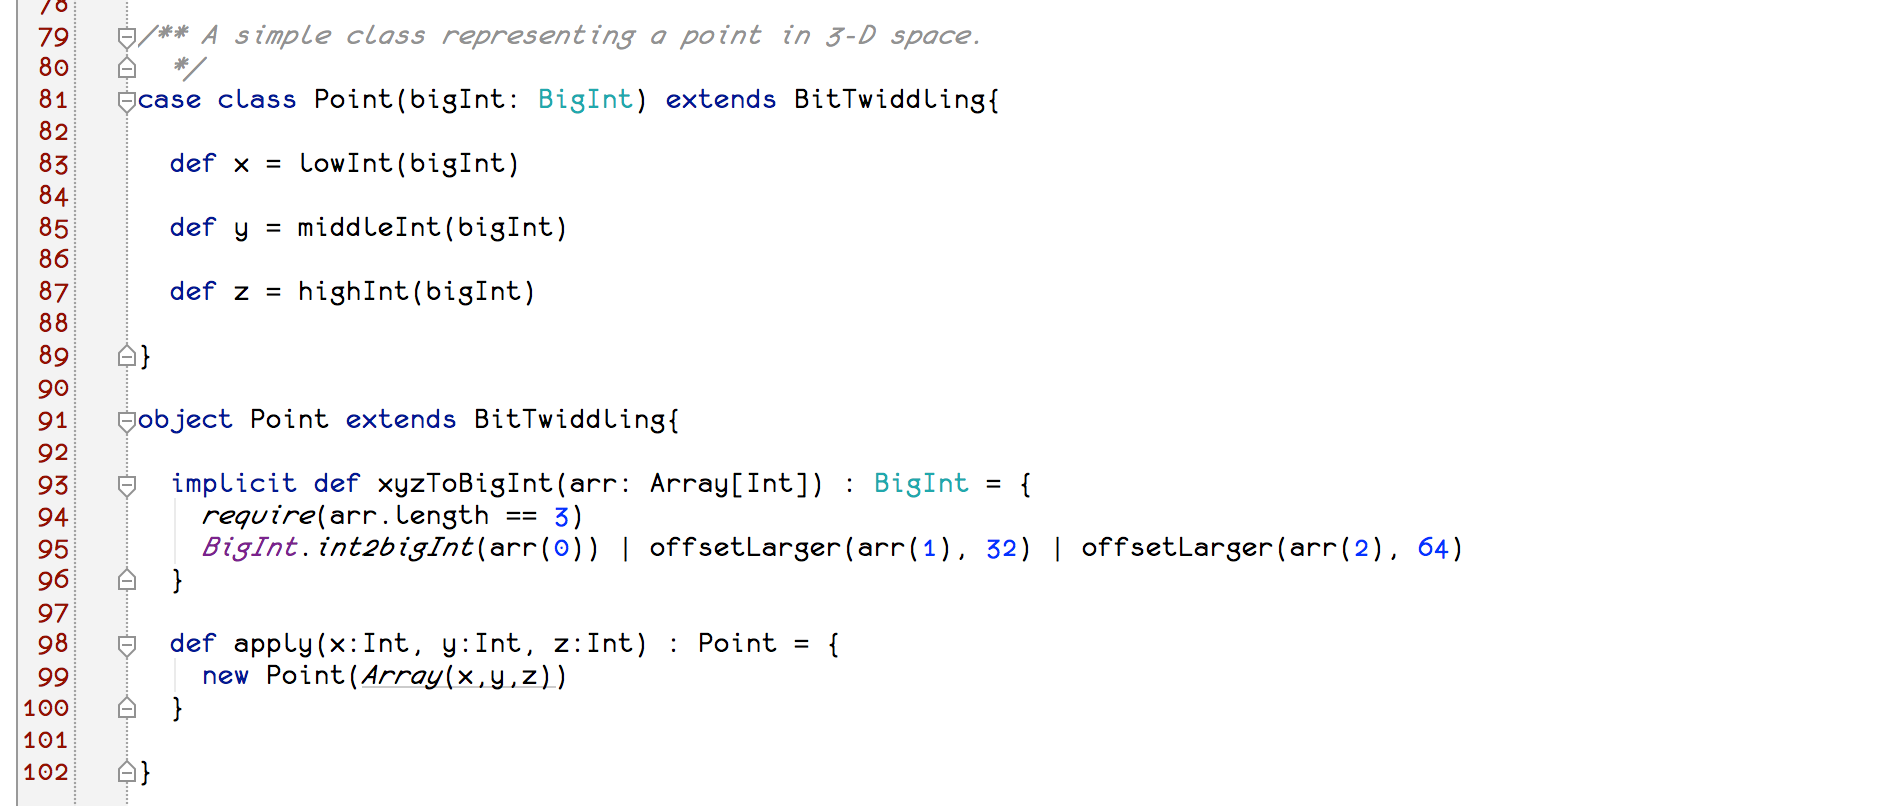 78
79 /** A simple class representing a point in 3-D space.
80 */
81 case class Point(bigInt: BigInt) extends BitTwiddling{
82
83 def x = lowInt(bigInt)
84
85 def y = middleInt(bigInt)
86
87 def z = highInt(bigInt)
88
89 }
90
91 object Point extends BitTwiddling{
92
93 implicit def xyzToBigInt(arr: Array[Int]) : BigInt = {
94 require(arr.length == 3)
95 BigInt.int2bigInt(arr(0)) | offsetLarger(arr(1), 32) | offsetLarger(arr(2), 64)
96 }
97
98 def apply(x:Int, y:Int, z:Int) : Point = {
99 new Point(Array(x,y,z))
100 }
101
102 }